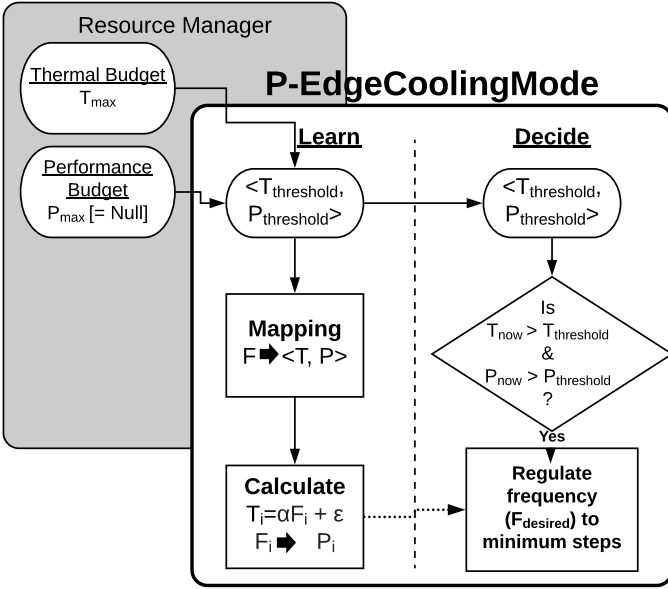 Resource Manager
Thermal Budget
Tmax
Performance
Budget
Pmax [= Null]
P-EdgeCoolingMode
Learn
<Tthreshold,
Pthreshold>
Mapping
F➡<T, P>
Calculate
Ti=αFi + ε
Fi➡ Pi
Decide
<Tthreshold,
Pthreshold>
Is
Tnow > Tthreshold
&
Pnow > Pthreshold
?
Yes
Regulate
frequency
(Fdesired) to
minimum steps